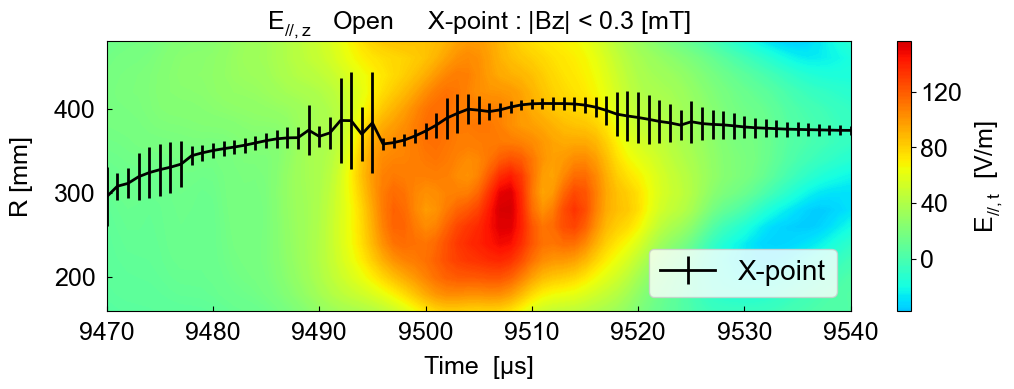 E//, z Open X-point : |Bz| < 0.3 [mT]
400
300
200
R [mm]
X-point
9470 9480 9490 9500 9510 9520 9530 9540
Time [μs]
120
80
40
0
E//, t [V/m]